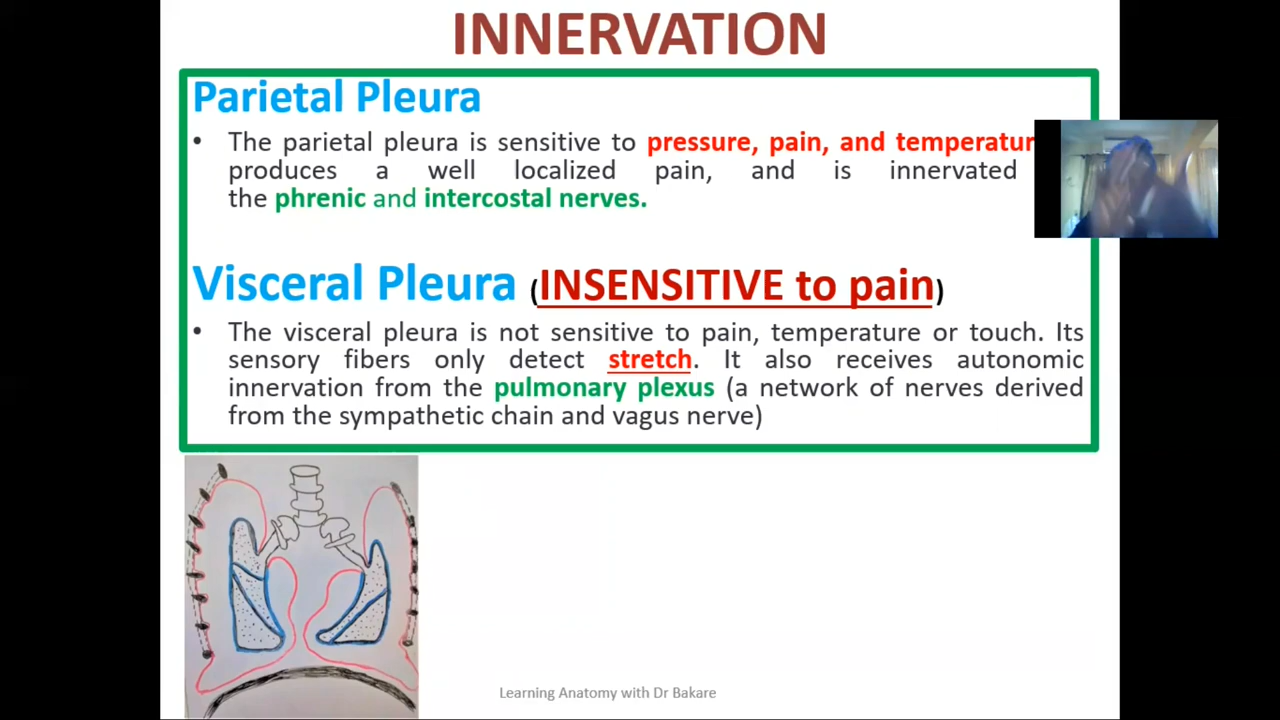 INNERVATION
Parietal Pleura
• The parietal pleura is sensitive to pressure, pain, and
produces a well localized pain, and is innervated
the phrenic and intercostal nerves.
Visceral Pleura (INSENSITIVE to pain)
• The visceral pleura is not sensitive to pain, temperature or touch. Its
sensory fibers only detect stretch. It also receives autonomic
innervation from the pulmonary plexus (a network of nerves derived
from the sympathetic chain and vagus nerve)
Learning Anatomy with Dr Bakare